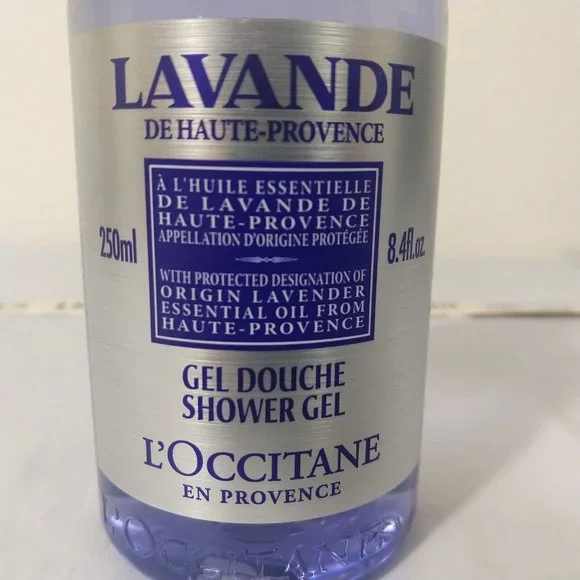 LAVANDE
DE HAUTE-PROVENCE
À L'HUILE ESSENTIELLE
DE LAVANDE DE
HAUTE-PROVENCE
APPELLATION D'ORIGINE PROTÉGÉE
WITH PROTECTED DESIGNATION OF
ORIGIN LAVENDER
ESSENTIAL OIL FROM
HAUTE-PROVENCE
250ml
8.4fl.oz.
GEL DOUCHE
SHOWER GEL
L'OCCITANE
EN PROVENCE
L'OCCITANE